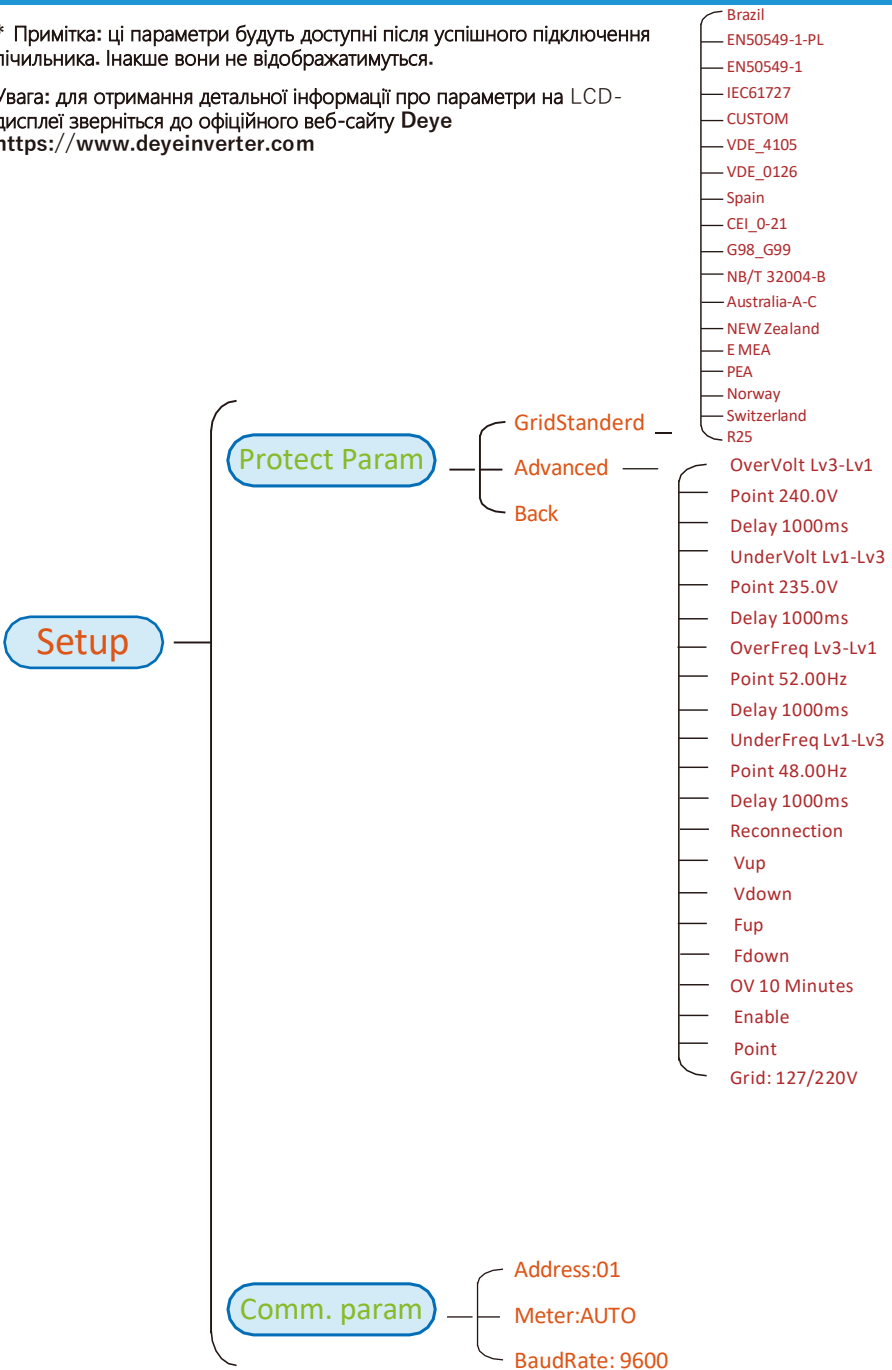 * Примітка: ці параметри будуть доступні після успішного підключення
лічильника. Інакше вони не відображатимуться.
Увага: для отримання детальної інформації про параметри на LCD-
дисплеї зверніться до офіційного веб-сайту Deye
https://www.deyeinverter.com
Brazil
EN50549-1-PL
EN50549-1
IEC61727
CUSTOM
VDE_4105
VDE_0126
Spain
CEI_0-21
G98_G99
NB/T 32004-B
Australia-A-C
NEW Zealand
E MEA
PEA
Norway
Switzerland
R25
Setup
Protect Param
GridStanderd
Advanced
Back
OverVolt Lv3-Lv1
Point 240.0V
Delay 1000ms
UnderVolt Lv1-Lv3
Point 235.0V
Delay 1000ms
OverFreq Lv3-Lv1
Point 52.00Hz
Delay 1000ms
UnderFreq Lv1-Lv3
Point 48.00Hz
Delay 1000ms
Reconnection
Vup
Vdown
Fup
Fdown
OV 10 Minutes
Enable
Point
Grid: 127/220V
Comm. param
Address:01
Meter:AUTO
BaudRate: 9600